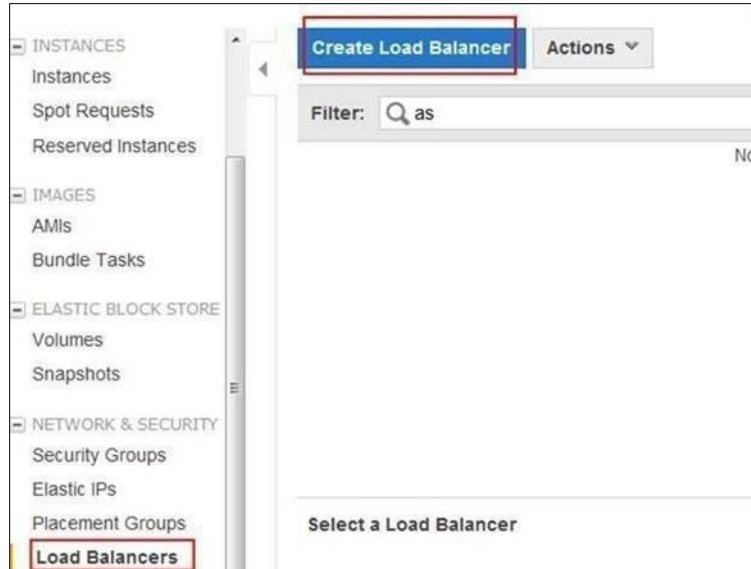 INSTANCES
Instances
Spot Requests
Reserved Instances
IMAGES
AMIs
Bundle Tasks
ELASTIC BLOCK STORE
Volumes
Snapshots
NETWORK & SECURITY
Security Groups
Elastic IPs
Placement Groups
Load Balancers
Create Load Balancer Actions
Filter: as
No
Select a Load Balancer